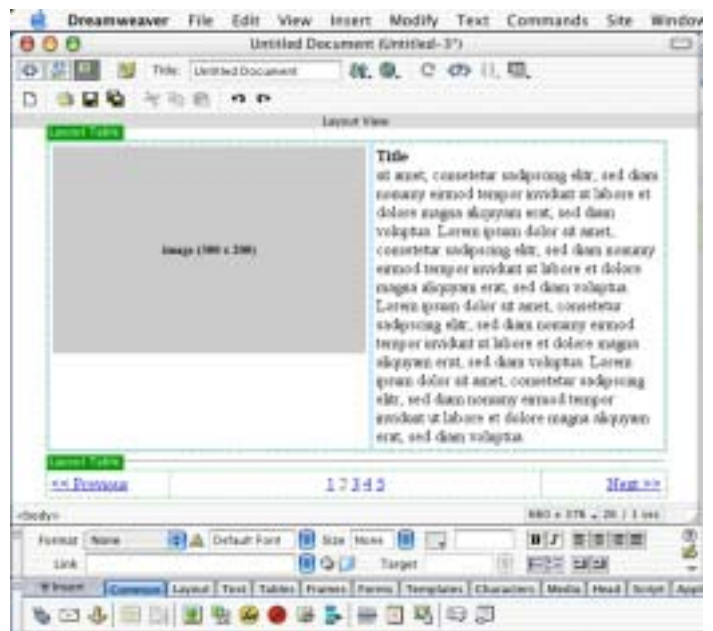 Dreamweaver File Edit View Insert Modify Text Commands Site Window
Untitled Document (Untitled-3*)
Title: Untitled Document
Layout View
Layout Table
image (300 x 200)
Title
sit amet, consetetur sadipscing elitr, sed diam
nonumy eirmod tempor invidunt ut labore et
dolore magna aliquyam erat, sed diam
voluptua. Lorem ipsum dolor sit amet,
consetetur sadipscing elitr, sed diam nonumy
eirmod tempor invidunt ut labore et dolore
magna aliquyam erat, sed diam voluptua.
Lorem ipsum dolor sit amet, consetetur
sadipscing elitr, sed diam nonumy eirmod
tempor invidunt ut labore et dolore magna
aliquyam erat, sed diam voluptua. Lorem
ipsum dolor sit amet, consetetur sadipscing
elitr, sed diam nonumy eirmod tempor
invidunt ut labore et dolore magna aliquyam
erat, sed diam voluptua.
Layout Table
<< Previous 1 2 3 4 5 Next >>
<body> 2K / 1 sec
Format None Default Font Size None B I
Link Target
Insert Common Layout Text Tables Frames Forms Templates Characters Media Head Script Appl